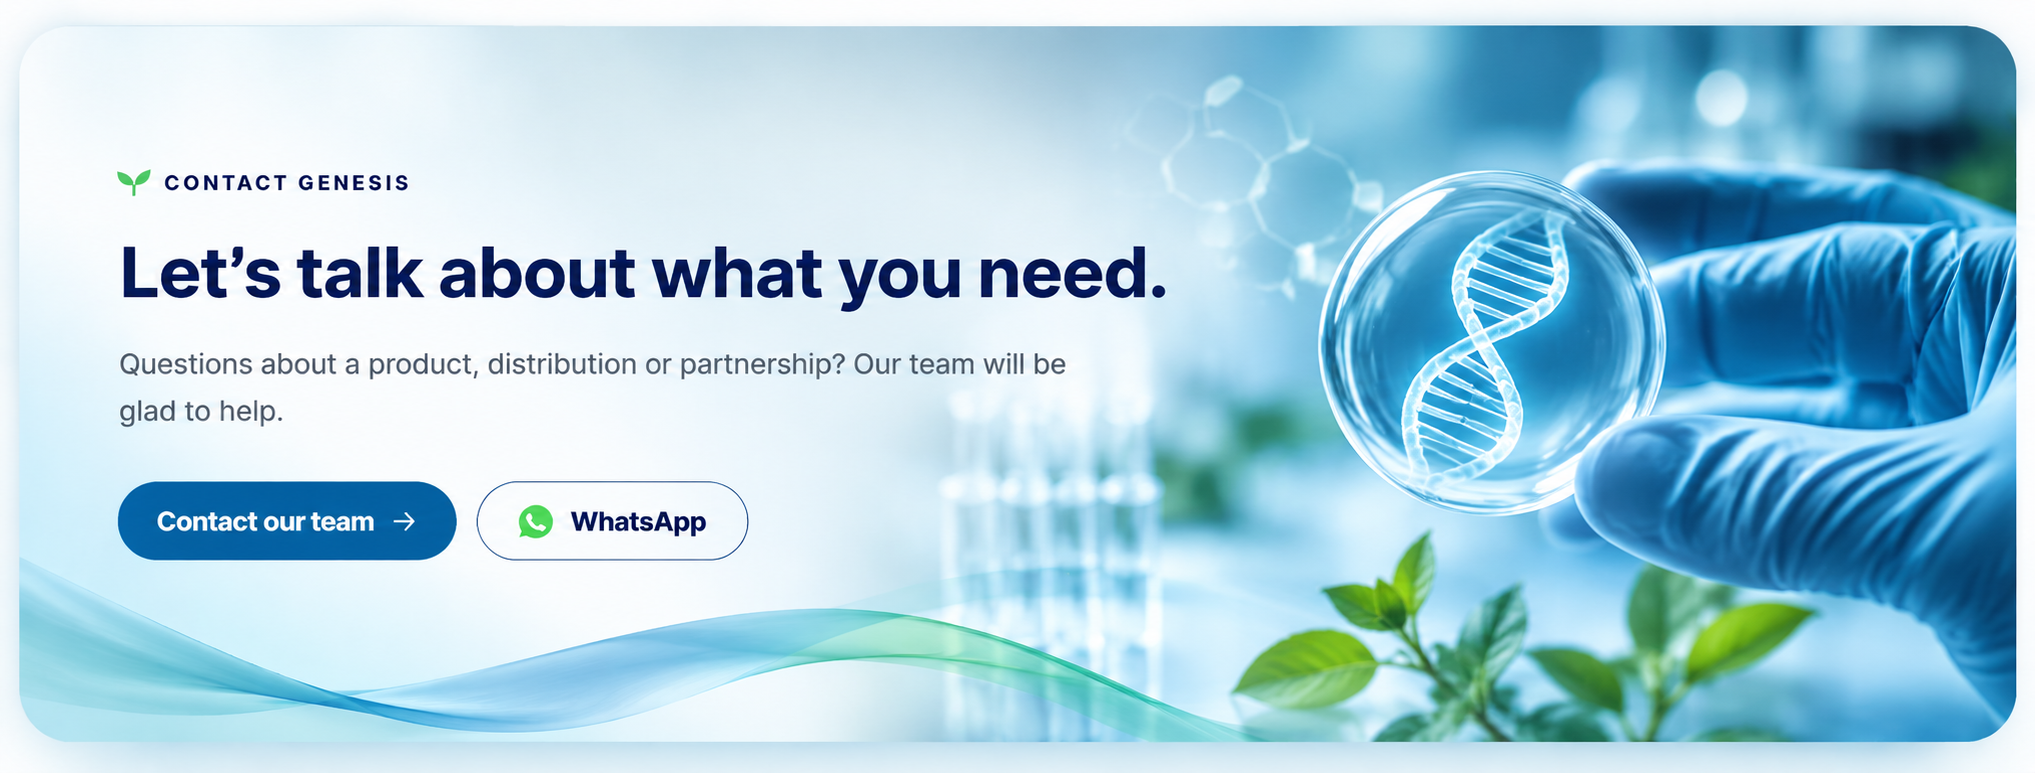 CONTACT GENESIS
Let’s talk about what you need.
Questions about a product, distribution or partnership? Our team will be
glad to help.
Contact our team →
WhatsApp